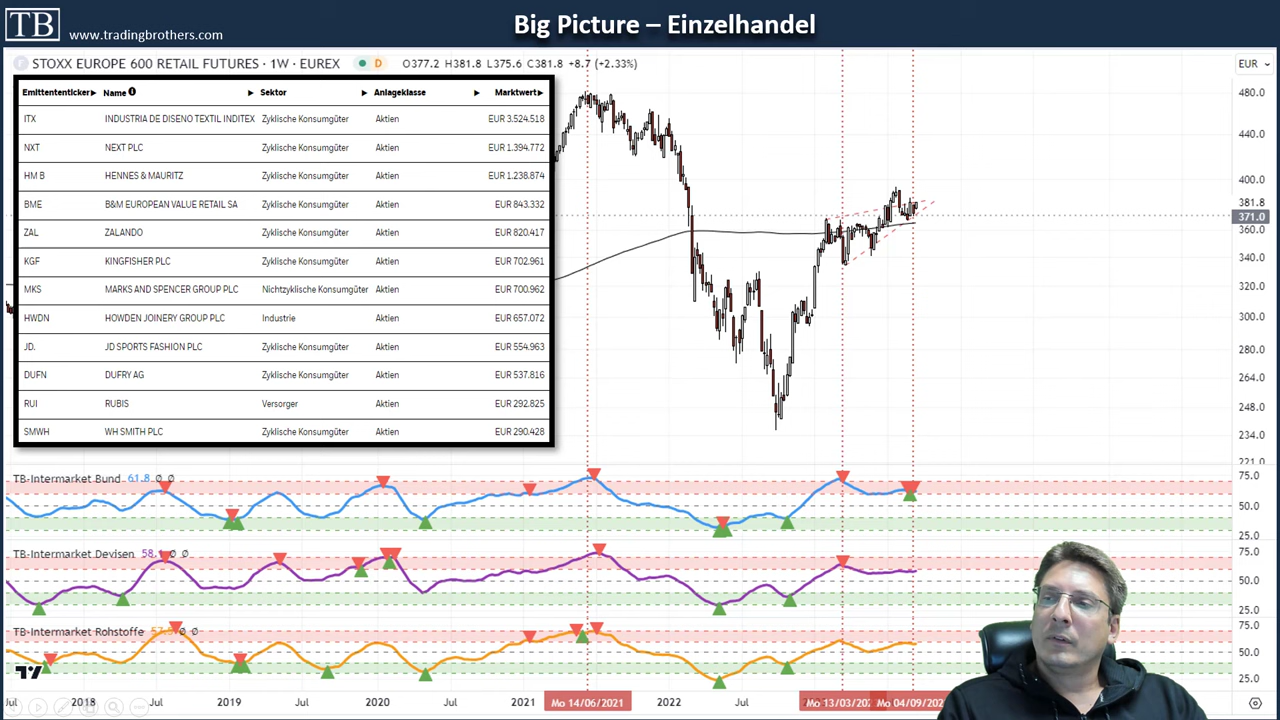 TB www.tradingbrothers.com
Big Picture – Einzelhandel
STOXX EUROPE 600 RETAIL FUTURES · 1W · EUREX D O377.2 H381.8 L375.6 C381.8 +8.7 (+2.33%)
EUR
Emittententicker Name Sektor Anlageklasse Marktwert
ITX INDUSTRIA DE DISENO TEXTIL INDITEX Zyklische Konsumgüter Aktien EUR 3.524.518
NXT NEXT PLC Zyklische Konsumgüter Aktien EUR 1.394.772
HM B HENNES & MAURITZ Zyklische Konsumgüter Aktien EUR 1.238.874
BME B&M EUROPEAN VALUE RETAIL SA Zyklische Konsumgüter Aktien EUR 843.332
ZAL ZALANDO Zyklische Konsumgüter Aktien EUR 820.417
KGF KINGFISHER PLC Zyklische Konsumgüter Aktien EUR 702.961
MKS MARKS AND SPENCER GROUP PLC Nichtzyklische Konsumgüter Aktien EUR 700.962
HWDN HOWDEN JOINERY GROUP PLC Industrie Aktien EUR 657.072
JD. JD SPORTS FASHION PLC Zyklische Konsumgüter Aktien EUR 554.963
DUFN DUFRY AG Zyklische Konsumgüter Aktien EUR 537.816
RUI RUBIS Versorger Aktien EUR 292.825
SMWH WH SMITH PLC Zyklische Konsumgüter Aktien EUR 290.428
480.0
440.0
400.0
381.8
371.0
360.0
340.0
320.0
300.0
280.0
264.0
248.0
234.0
221.0
TB-Intermarket Bund 61.8 Ø Ø
75.0
50.0
25.0
TB-Intermarket Devisen Ø Ø
75.0
50.0
25.0
TB-Intermarket Rohstoffe Ø Ø
75.0
50.0
25.0
Jul 2018 Jul 2019 Jul 2020 Jul 2021 Mo 14/06/2021 2022 Jul Mo 13/03/202 Mo 04/09/202